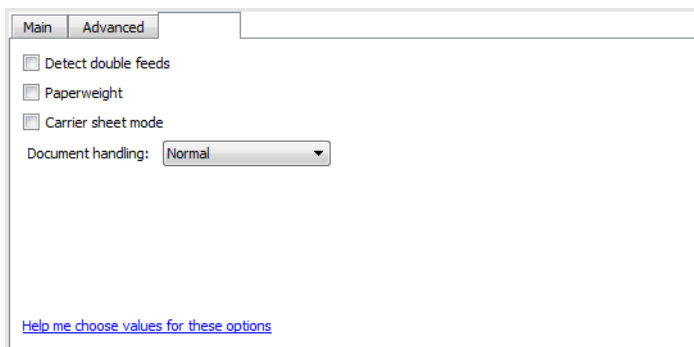 Main Advanced
Detect double feeds
Paperweight
Carrier sheet mode
Document handling: Normal
Help me choose values for these options